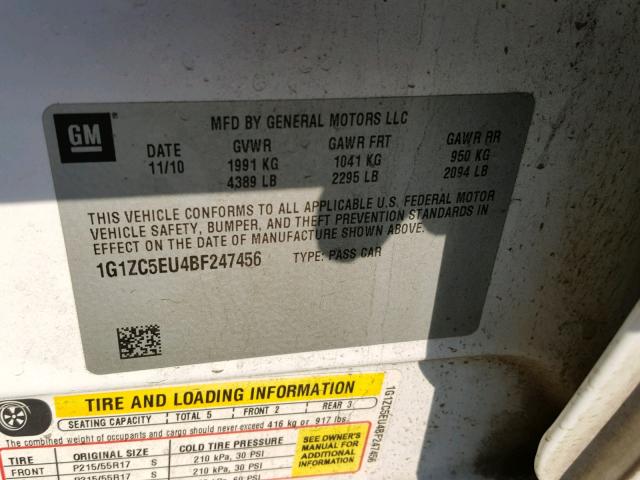 GM
MFD BY GENERAL MOTORS LLC
DATE GVWR GAWR FRT GAWR RR
11/10 1991 KG 1041 KG 950 KG
4389 LB 2295 LB 2094 LB
THIS VEHICLE CONFORMS TO ALL APPLICABLE U.S. FEDERAL MOTOR
VEHICLE SAFETY, BUMPER, AND THEFT PREVENTION STANDARDS IN
EFFECT ON THE DATE OF MANUFACTURE SHOWN ABOVE.
1G1ZC5EU4BF247456 TYPE: PASS CAR
TIRE AND LOADING INFORMATION
SEATING CAPACITY TOTAL 5 FRONT 2 REAR 3
The combined weight of occupants and cargo should never exceed 416 kg or 917 lbs.
TIRE ORIGINAL SIZE COLD TIRE PRESSURE
FRONT P215/55R17 S 210 kPa, 30 PSI
P215/55R17 S 210 kPa, 30 PSI
60 PSI
SEE OWNER'S
MANUAL FOR
ADDITIONAL
INFORMATION
1G1ZC5EU4BF247456